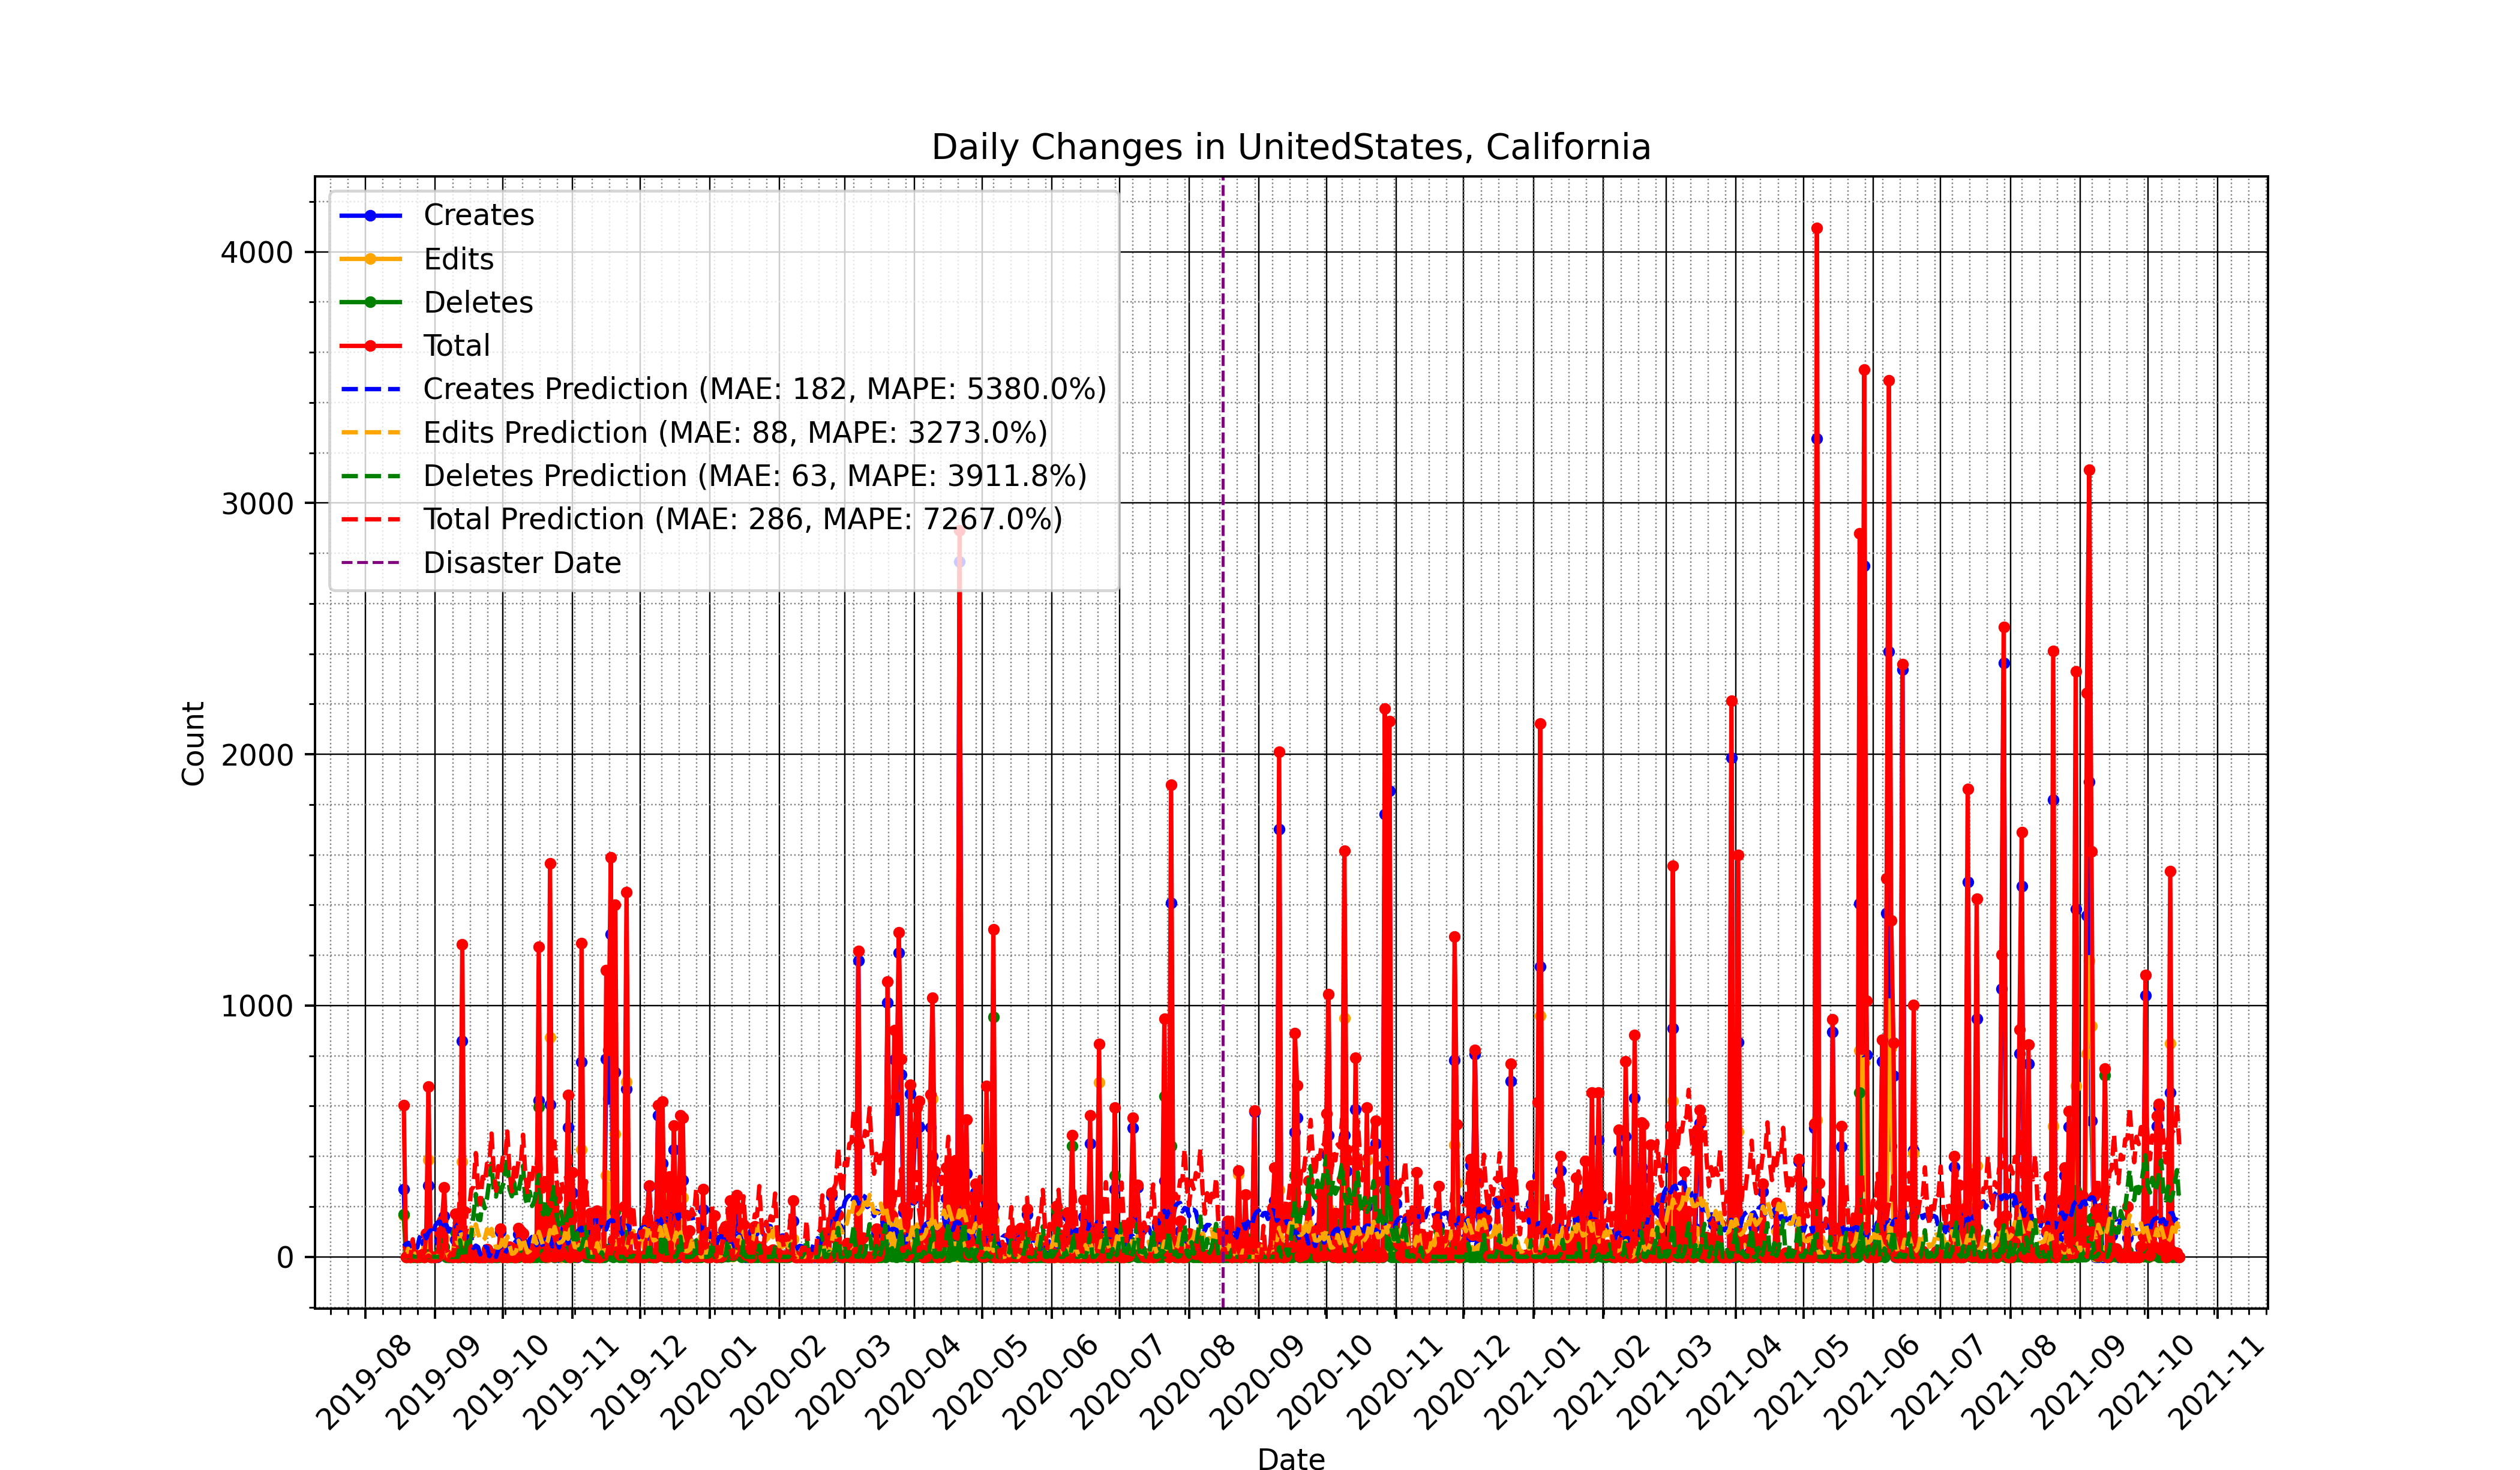 Daily Changes in UnitedStates, California
Creates
Edits
Deletes
Total
Creates Prediction (MAE: 182, MAPE: 5380.0%)
Edits Prediction (MAE: 88, MAPE: 3273.0%)
Deletes Prediction (MAE: 63, MAPE: 3911.8%)
Total Prediction (MAE: 286, MAPE: 7267.0%)
Disaster Date
Count
4000
3000
2000
1000
0
2019-08
2019-09
2019-10
2019-11
2019-12
2020-01
2020-02
2020-03
2020-04
2020-05
2020-06
2020-07
2020-08
2020-09
2020-10
2020-11
2020-12
2021-01
2021-02
2021-03
2021-04
2021-05
2021-06
2021-07
2021-08
2021-09
2021-10
2021-11
Date